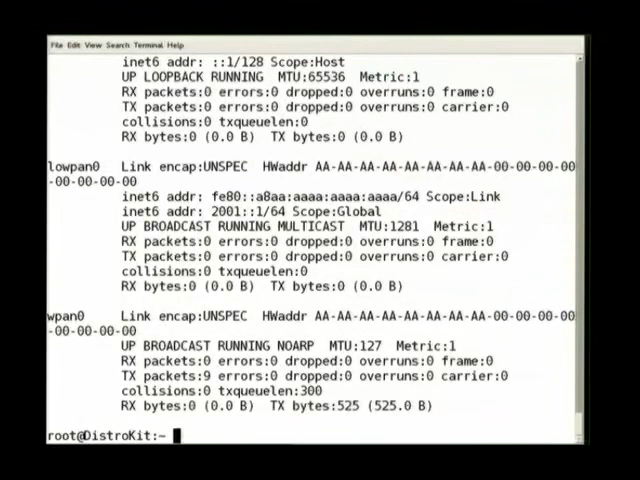 File Edit View Search Terminal Help
inet6 addr: ::1/128 Scope:Host
UP LOOPBACK RUNNING  MTU:65536  Metric:1
RX packets:0 errors:0 dropped:0 overruns:0 frame:0
TX packets:0 errors:0 dropped:0 overruns:0 carrier:0
collisions:0 txqueuelen:0
RX bytes:0 (0.0 B)  TX bytes:0 (0.0 B)
lowpan0   Link encap:UNSPEC  HWaddr AA-AA-AA-AA-AA-AA-AA-AA-00-00-00
-00-00-00-00
inet6 addr: fe80::a8aa:aaaa:aaaa:aaaa/64 Scope:Link
inet6 addr: 2001::1/64 Scope:Global
UP BROADCAST RUNNING MULTICAST  MTU:1281  Metric:1
RX packets:0 errors:0 dropped:0 overruns:0 frame:0
TX packets:0 errors:0 dropped:0 overruns:0 carrier:0
collisions:0 txqueuelen:0
RX bytes:0 (0.0 B)  TX bytes:0 (0.0 B)
wpan0     Link encap:UNSPEC  HWaddr AA-AA-AA-AA-AA-AA-AA-AA-00-00-00
-00-00-00-00
UP BROADCAST RUNNING NOARP  MTU:127  Metric:1
RX packets:0 errors:0 dropped:0 overruns:0 frame:0
TX packets:9 errors:0 dropped:0 overruns:0 carrier:0
collisions:0 txqueuelen:300
RX bytes:0 (0.0 B)  TX bytes:525 (525.0 B)
root@DistroKit:~